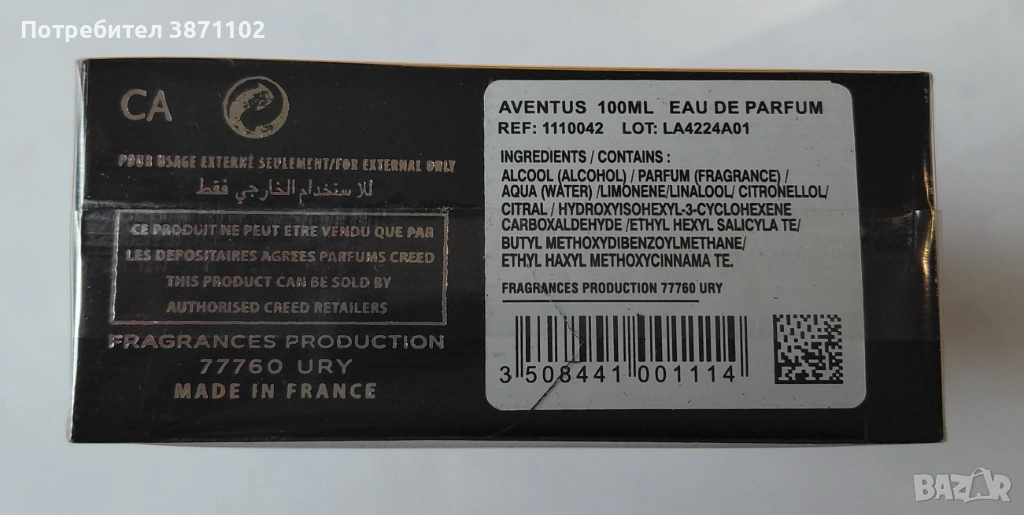 Потребител 3871102
CA
POUR USAGE EXTERNE SEULEMENT/FOR EXTERNAL ONLY
للاستخدام الخارجي فقط
CE PRODUIT NE PEUT ETRE VENDU QUE PAR
LES DEPOSITAIRES AGREES PARFUMS CREED
THIS PRODUCT CAN BE SOLD BY
AUTHORISED CREED RETAILERS
FRAGRANCES PRODUCTION
77760 URY
MADE IN FRANCE
AVENTUS 100ML EAU DE PARFUM
REF: 1110042 LOT: LA4224A01
INGREDIENTS / CONTAINS :
ALCOOL (ALCOHOL) / PARFUM (FRAGRANCE) /
AQUA (WATER) /LIMONENE/LINALOOL/ CITRONELLOL/
CITRAL / HYDROXYISOHEXYL-3-CYCLOHEXENE
CARBOXALDEHYDE /ETHYL HEXYL SALICYLA TE/
BUTYL METHOXYDIBENZOYLMETHANE/
ETHYL HAXYL METHOXYCINNAMA TE.
FRAGRANCES PRODUCTION 77760 URY
3 508441 001114
BAZAR